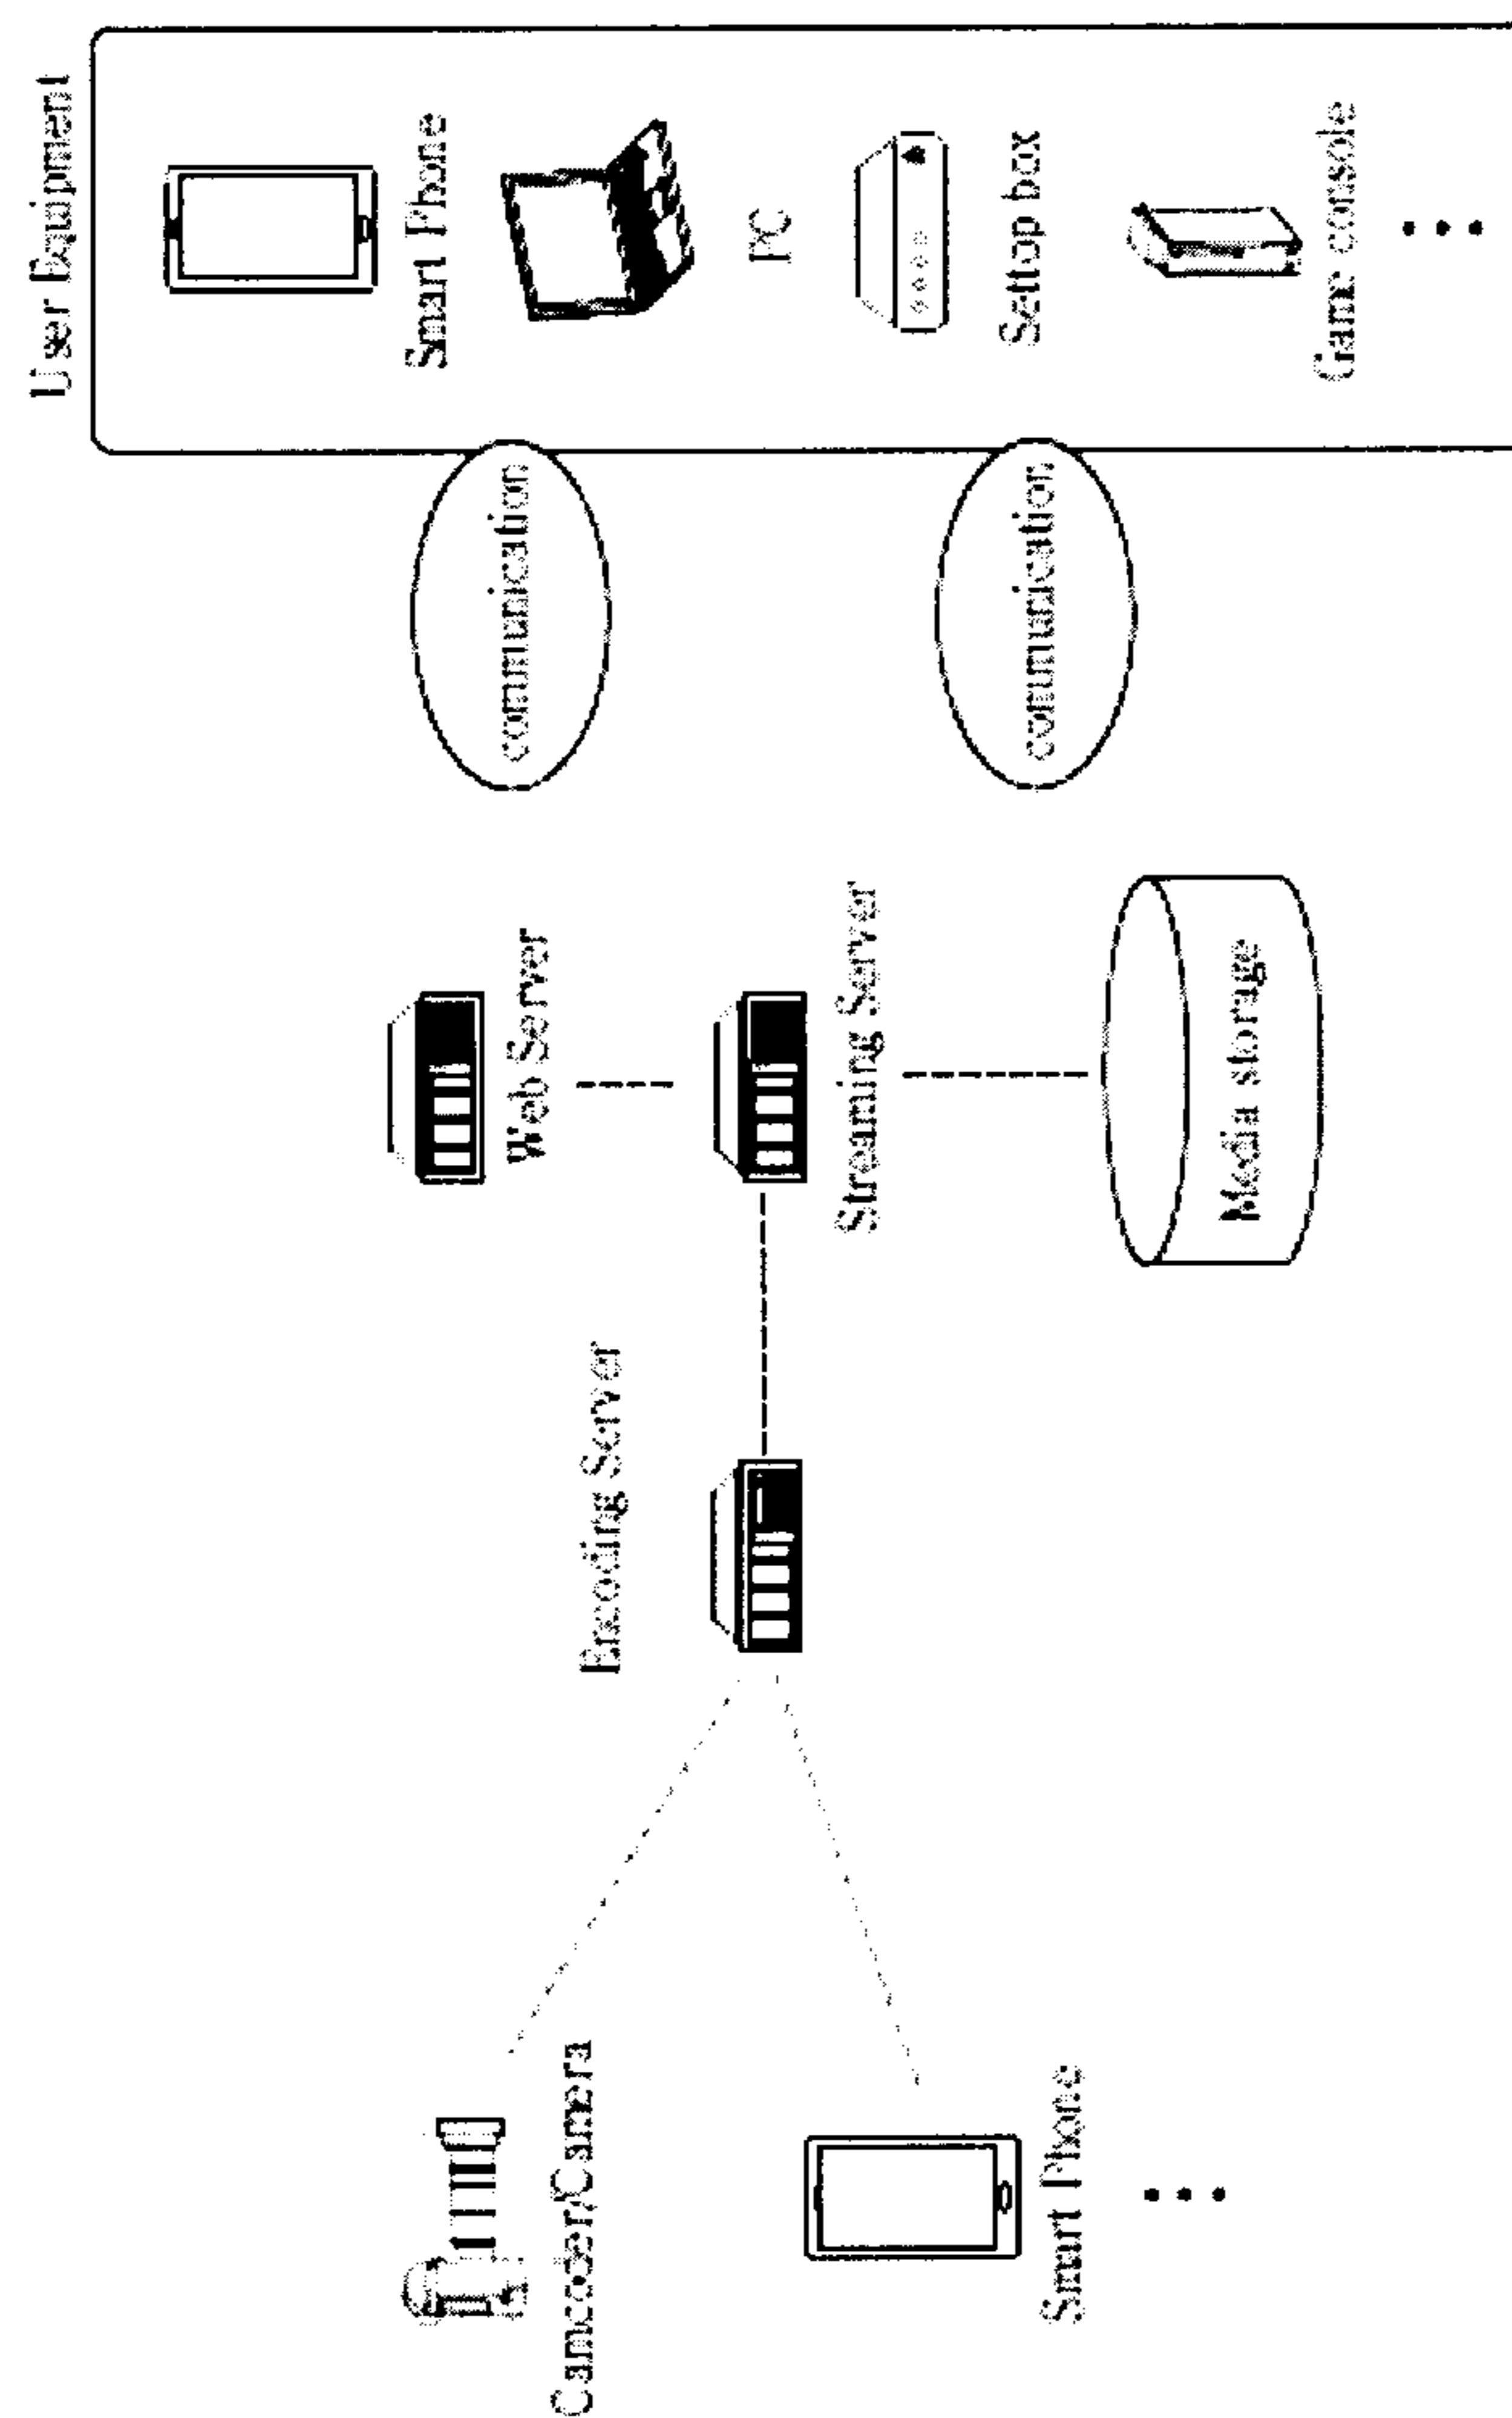 Camcoer/Camera
Smart Phone
Encoding Server
Web Server
Streaming Server
Media storage
communication
communication
User Equipment
Smart Phone
PC
Settop box
Game console